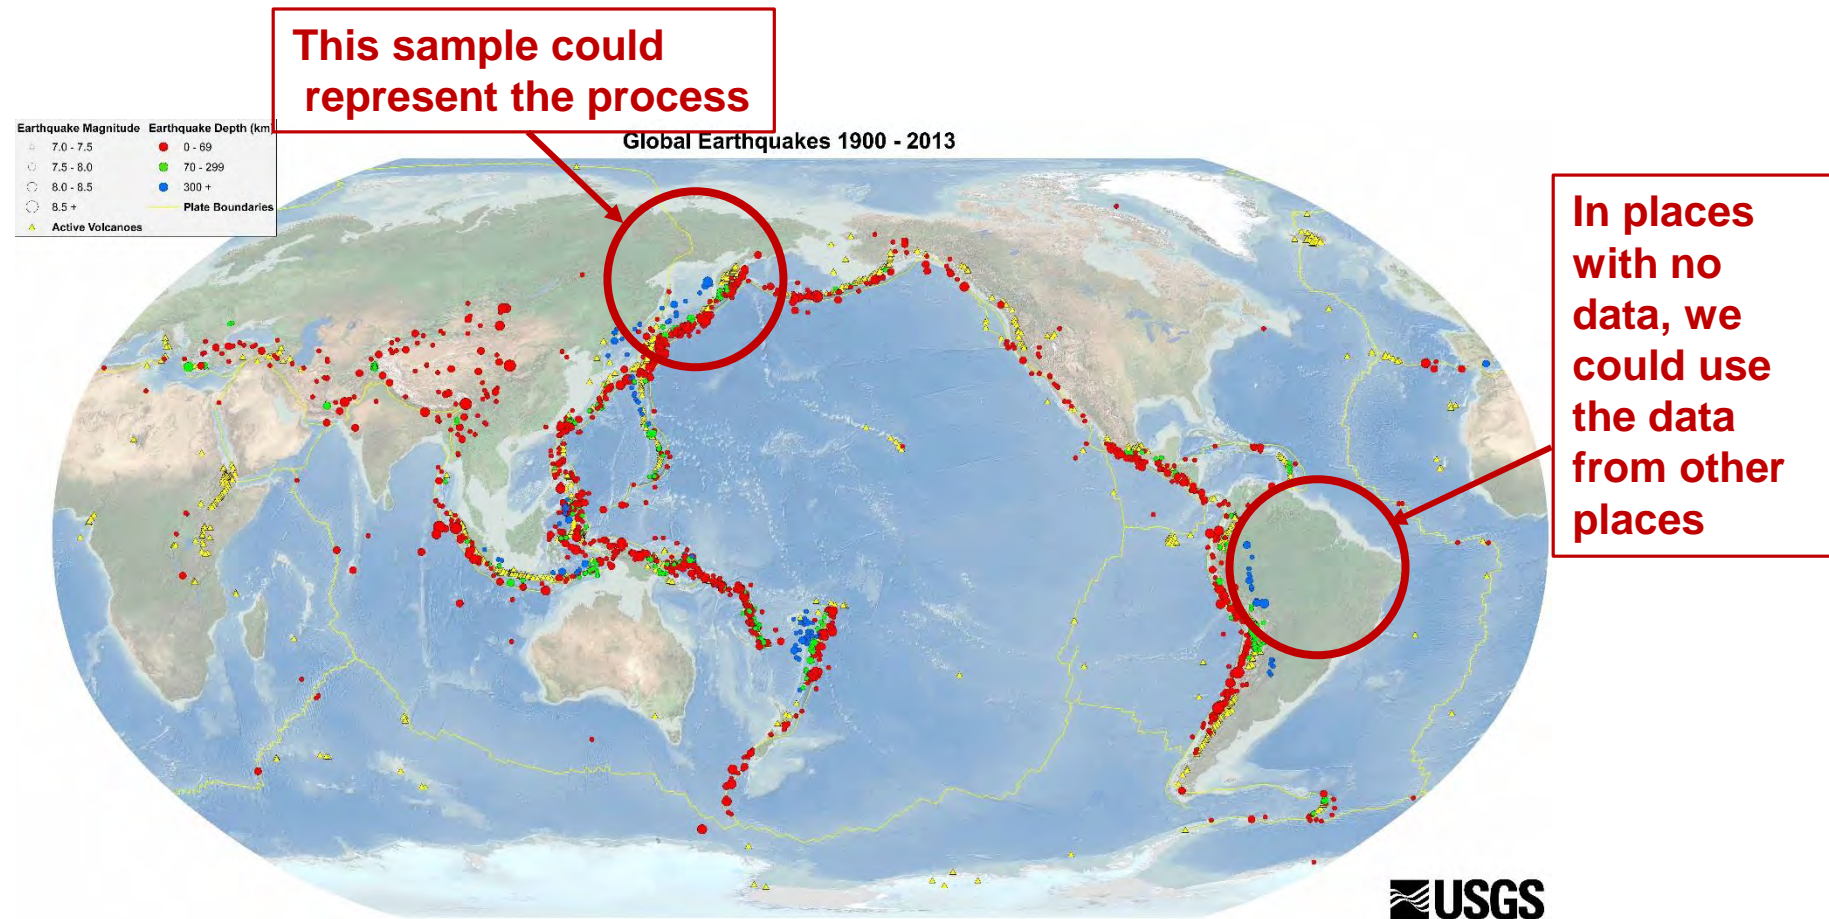 This sample could
represent the process
Earthquake Magnitude Earthquake Depth (km)
7.0 - 7.5 0 - 69
7.5 - 8.0 70 - 299
8.0 - 8.5 300 +
8.5 + Plate Boundaries
Active Volcanoes
Global Earthquakes 1900 - 2013
In places
with no
data, we
could use
the data
from other
places
USGS